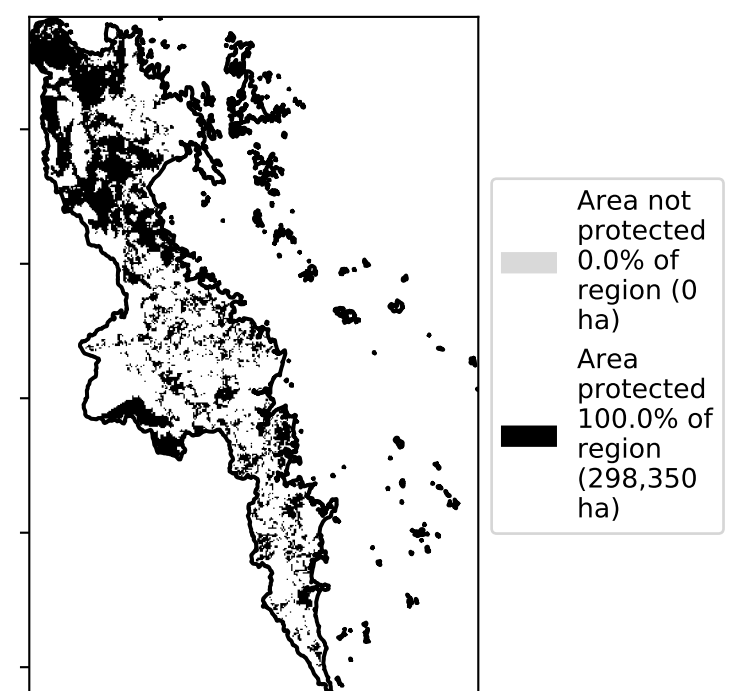 Area not
protected
0.0% of
region (0
ha)
Area
protected
100.0% of
region
(298,350
ha)